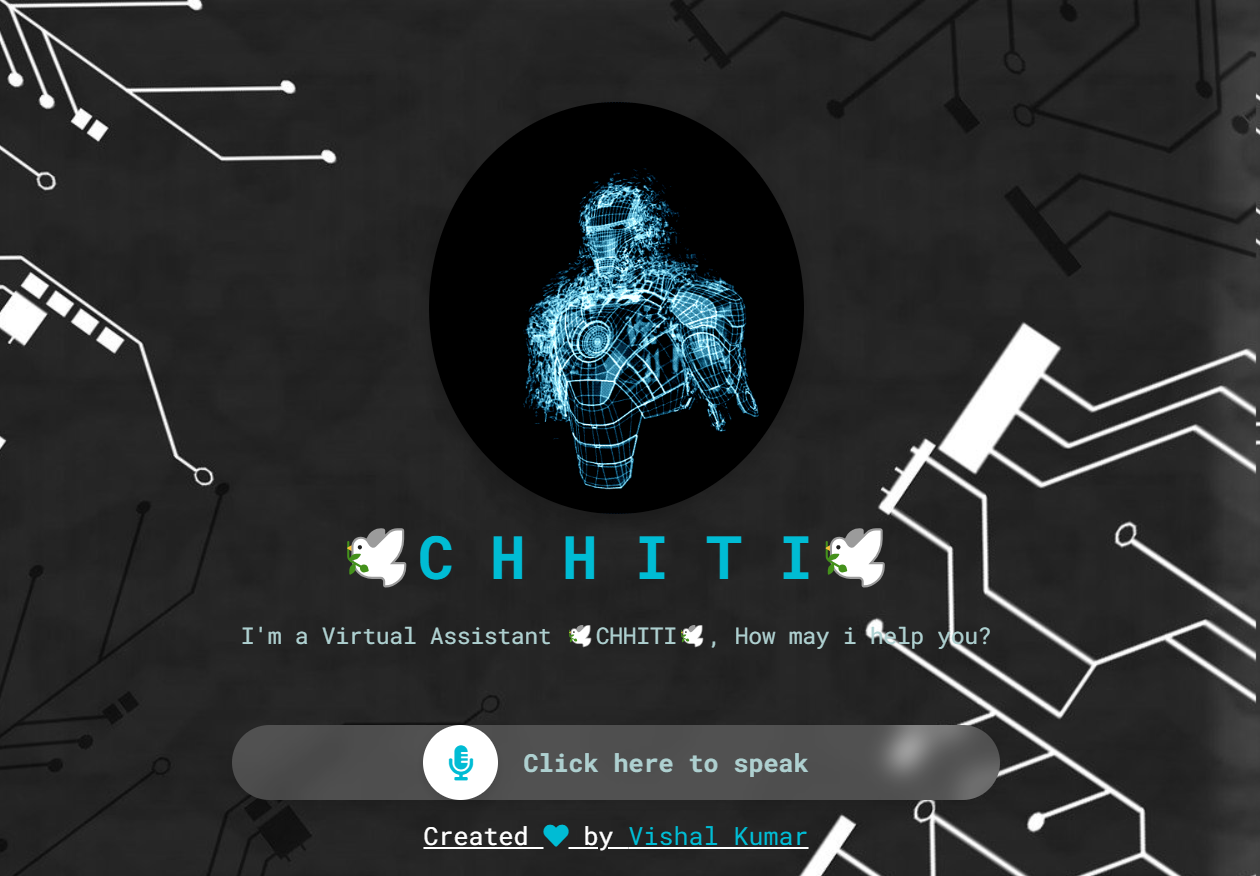 🕊️C H H I T I🕊️
I'm a Virtual Assistant 🕊️CHHITI🕊️, How may i help you?
Click here to speak
Created 🩵 by Vishal Kumar